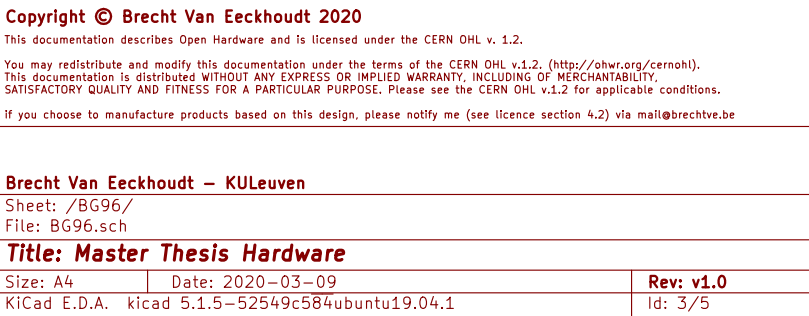 Copyright © Brecht Van Eeckhoudt 2020
This documentation describes Open Hardware and is licensed under the CERN OHL v. 1.2.
You may redistribute and modify this documentation under the terms of the CERN OHL v.1.2. (http://ohwr.org/cernohl).
This documentation is distributed WITHOUT ANY EXPRESS OR IMPLIED WARRANTY, INCLUDING OF MERCHANTABILITY,
SATISFACTORY QUALITY AND FITNESS FOR A PARTICULAR PURPOSE. Please see the CERN OHL v.1.2 for applicable conditions.
if you choose to manufacture products based on this design, please notify me (see licence section 4.2) via mail@brechtve.be
Brecht Van Eeckhoudt – KULeuven
Sheet: /BG96/
File: BG96.sch
Title: Master Thesis Hardware
Size: A4 Date: 2020-03-09 Rev: v1.0
KiCad E.D.A. kicad 5.1.5-52549c584ubuntu19.04.1 Id: 3/5